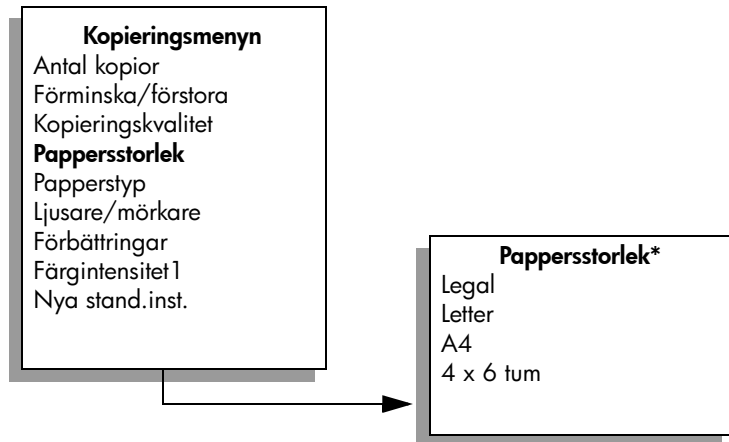 Kopieringsmenyn
Antal kopior
Förminska/förstora
Kopieringskvalitet
Pappersstorlek
Papperstyp
Ljusare/mörkare
Förbättringar
Färgintensitet1
Nya stand.inst.
Pappersstorlek*
Legal
Letter
A4
4 x 6 tum